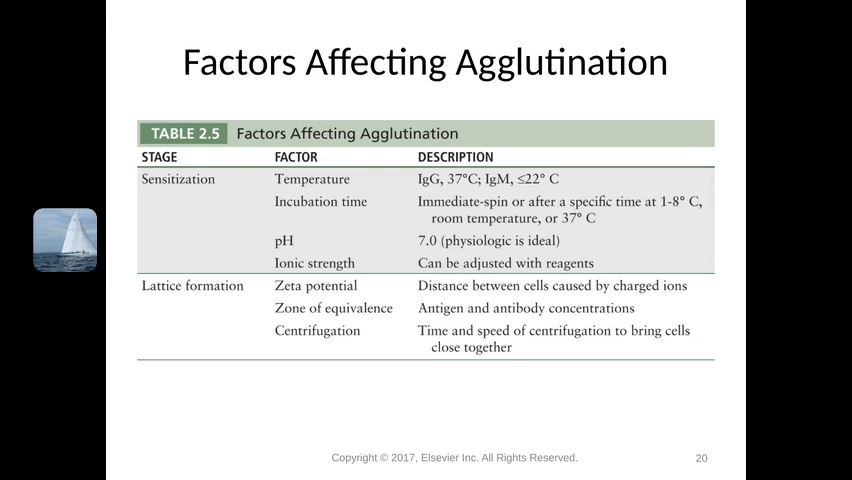 Factors Affecting Agglutination
TABLE 2.5 Factors Affecting Agglutination
STAGE FACTOR DESCRIPTION
Sensitization Temperature IgG, 37°C; IgM, ≤22° C
Incubation time Immediate-spin or after a specific time at 1-8° C,
room temperature, or 37° C
pH 7.0 (physiologic is ideal)
Ionic strength Can be adjusted with reagents
Lattice formation Zeta potential Distance between cells caused by charged ions
Zone of equivalence Antigen and antibody concentrations
Centrifugation Time and speed of centrifugation to bring cells
close together
Copyright © 2017, Elsevier Inc. All Rights Reserved. 20